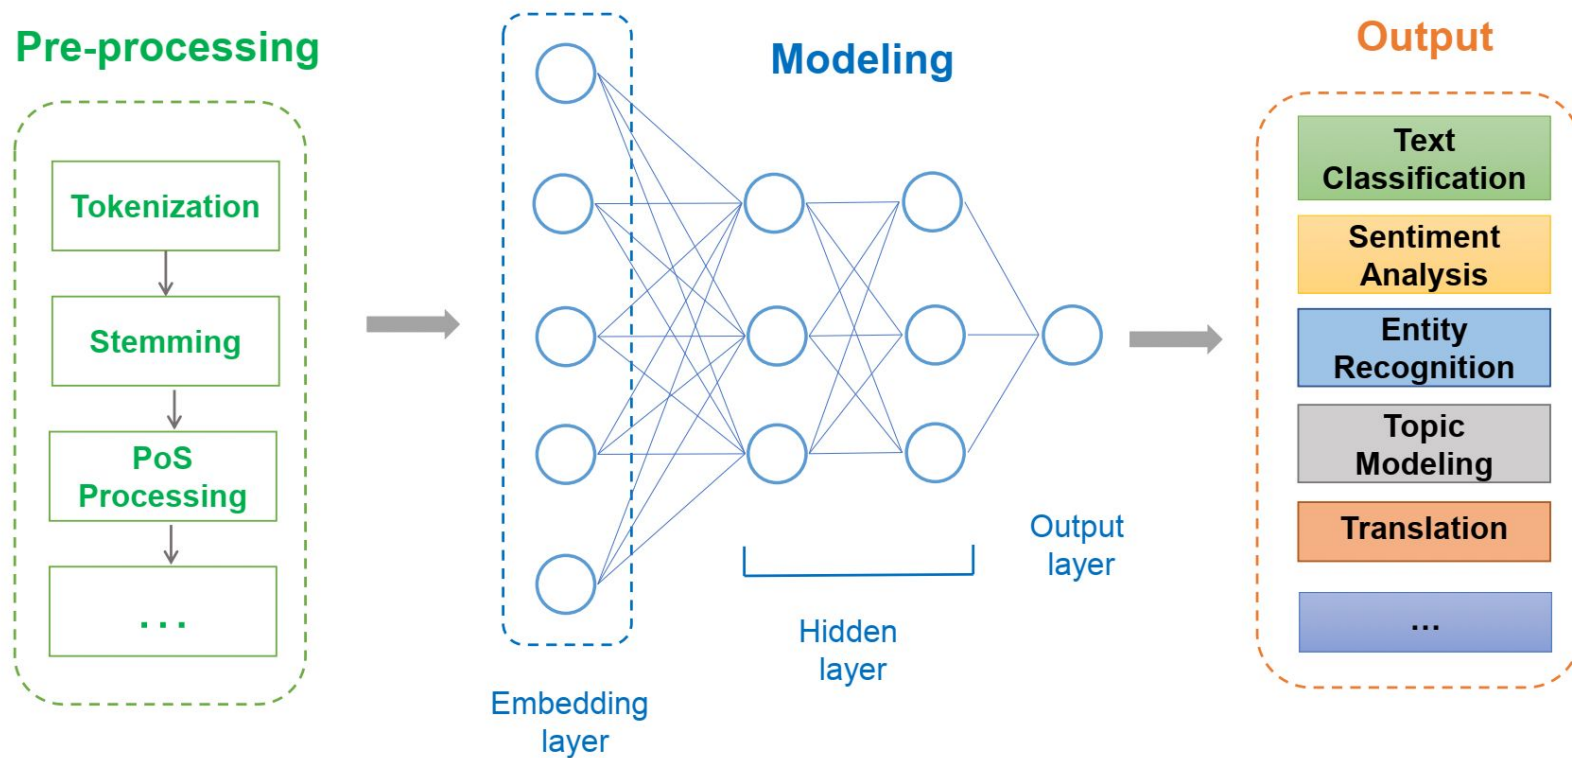 Pre-processing
Tokenization
Stemming
PoS
Processing
...
Modeling
Embedding
layer
Hidden
layer
Output
layer
Output
Text
Classification
Sentiment
Analysis
Entity
Recognition
Topic
Modeling
Translation
...